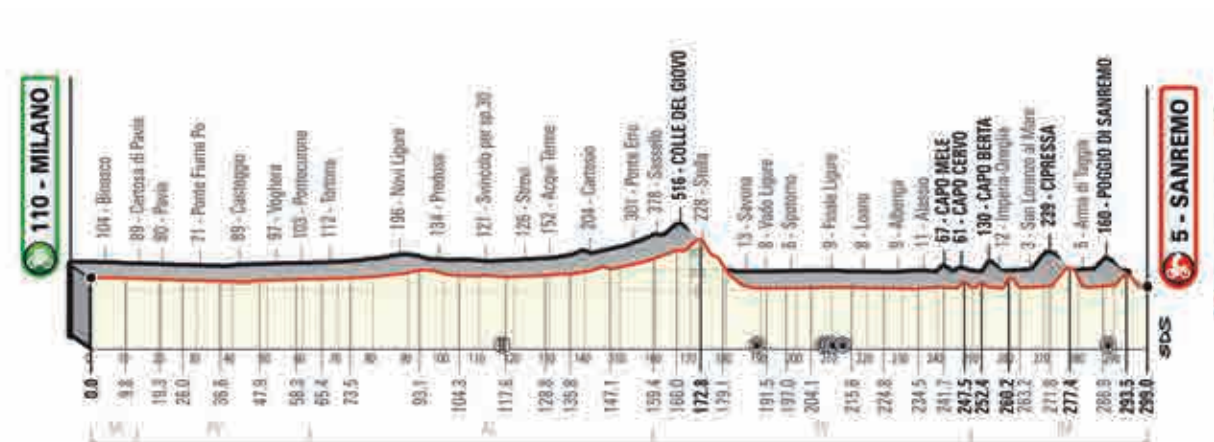 110 - MILANO
104 - Binasco
89 - Certosa di Pavia
80 - Pavia
71 - Ponte Fiume Po
89 - Casteggio
97 - Voghera
103 - Pontecurone
112 - Tortona
196 - Novi Ligure
134 - Predosa
121 - Svincolo per sp.30
126 - Strevi
152 - Acqui Terme
204 - Cartosio
301 - Ponte Erro
378 - Sassello
516 - COLLE DEL GIOVO
228 - Stella
13 - Savona
8 - Vado Ligure
6 - Spotorno
9 - Finale Ligure
8 - Loano
9 - Albenga
11 - Alassio
67 - CAPO MELE
61 - CAPO CERVO
130 - CAPO BERTA
12 - Imperia-Oneglia
3 - San Lorenzo al Mare
239 - CIPRESSA
5 - Arma di Taggia
160 - POGGIO DI SANREMO
5 - SANREMO
SDS
0.0
9.8
19.3
26.0
36.6
47.9
58.3
65.4
73.5
93.1
104.3
117.6
128.8
135.8
147.1
159.4
166.0
172.8
179.1
191.5
197.0
204.1
215.6
224.8
234.5
241.7
247.5
252.4
260.2
263.2
271.8
277.4
286.9
293.5
299.0